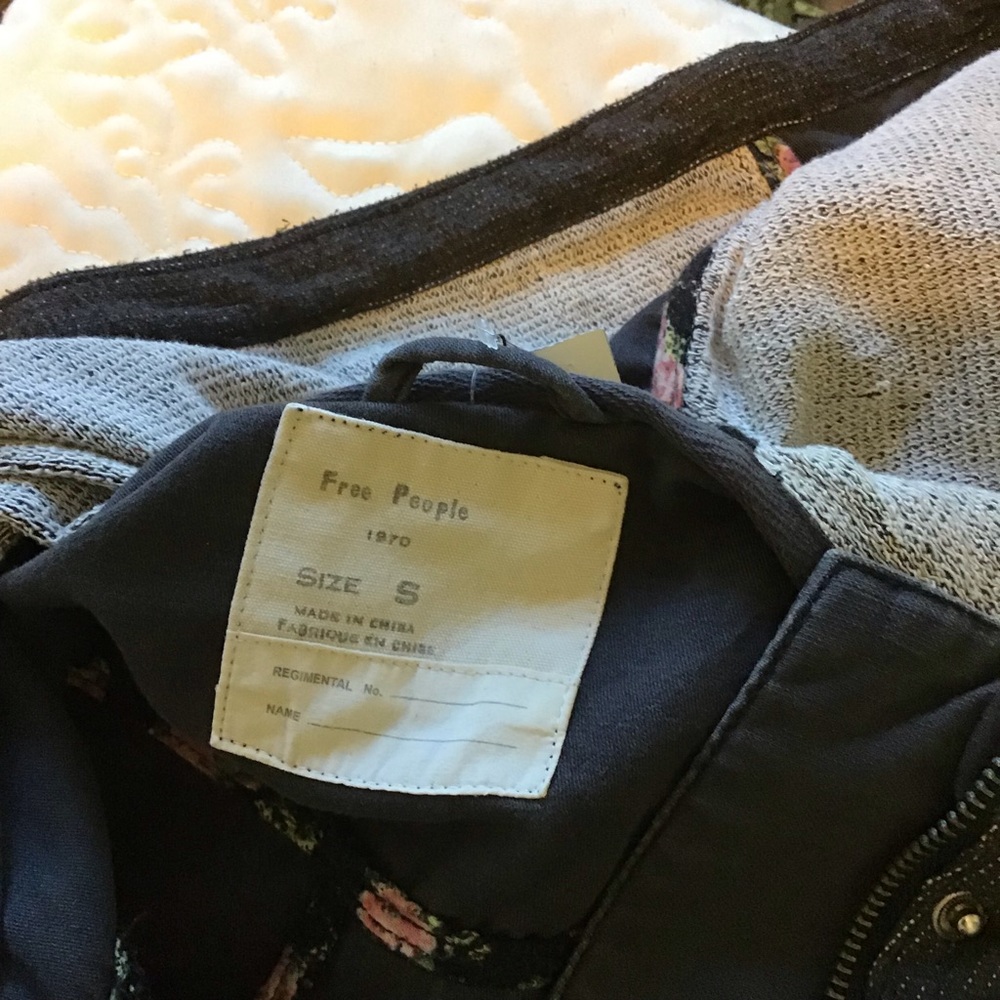 Free People
1970
SIZE S
MADE IN CHINA
FABRIQUE EN CHINE
REGIMENTAL No.
NAME